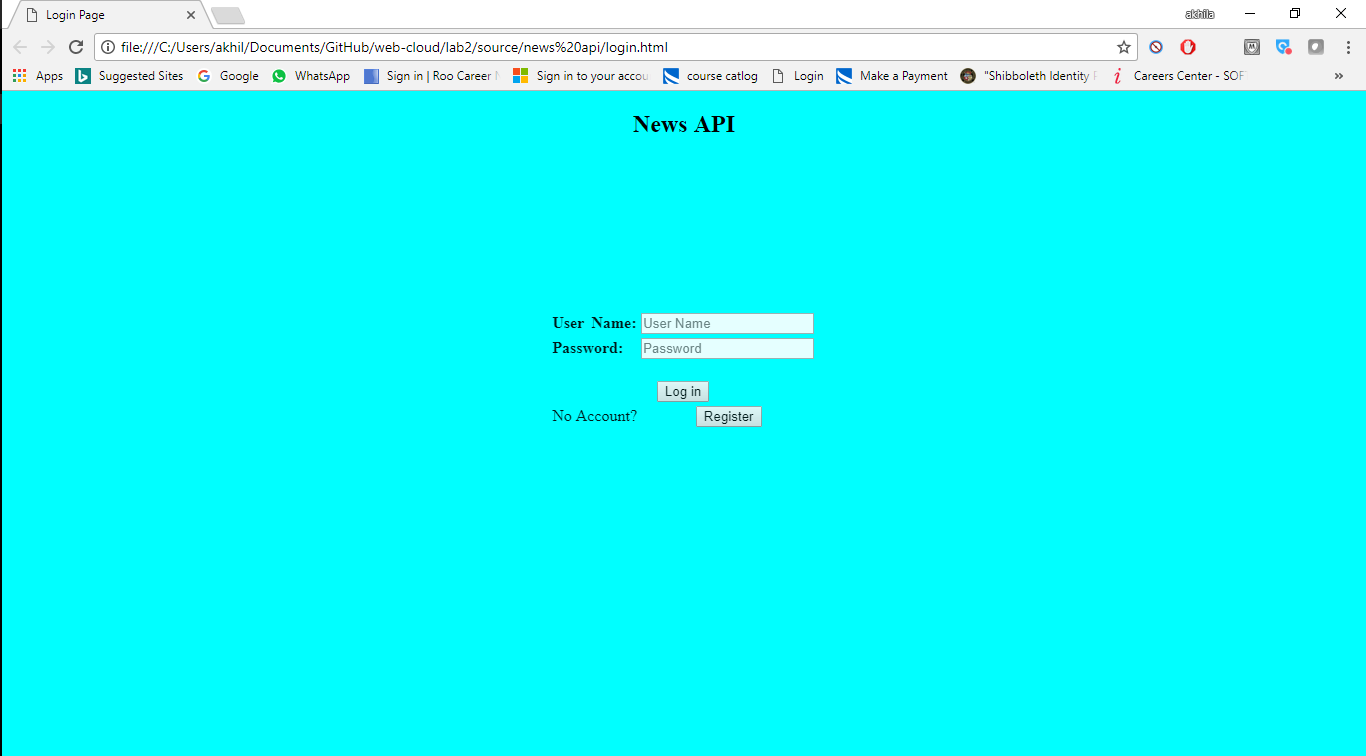 Login Page
akhila
file:///C:/Users/akhil/Documents/GitHub/web-cloud/lab2/source/news%20api/login.html
Apps Suggested Sites Google WhatsApp Sign in | Roo Career Sign in to your accou course catlog Login Make a Payment "Shibboleth Identity Careers Center - SOF
News API
User Name: User Name
Password: Password
Log in
No Account? Register